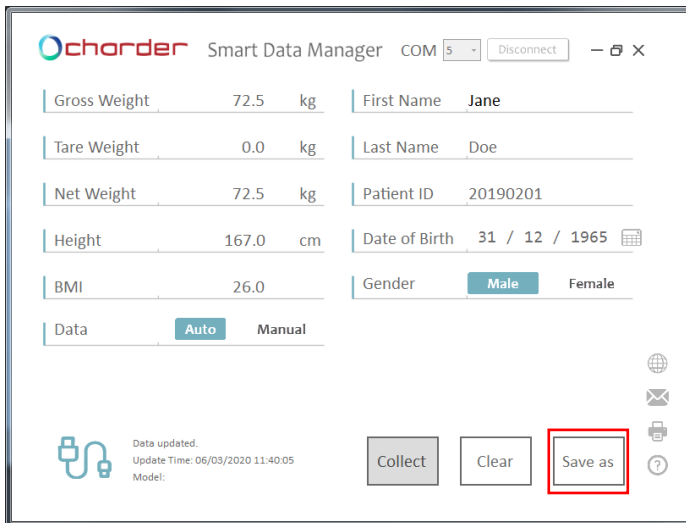 charder Smart Data Manager COM 5 Disconnect
Gross Weight 72.5 kg First Name Jane
Tare Weight 0.0 kg Last Name Doe
Net Weight 72.5 kg Patient ID 20190201
Height 167.0 cm Date of Birth 31 / 12 / 1965
BMI 26.0 Gender Male Female
Data Auto Manual
Data updated.
Update Time: 06/03/2020 11:40:05
Model:
Collect Clear Save as